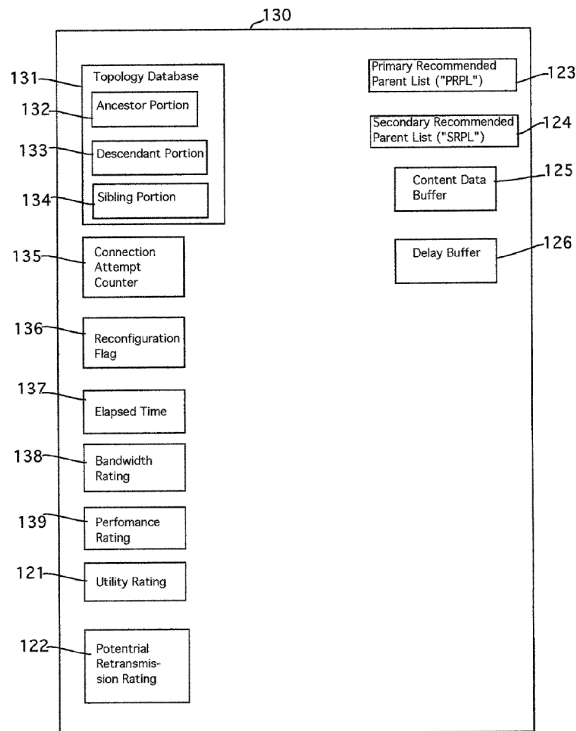 130
131
Topology Database
132
Ancestor Portion
133
Descendant Portion
134
Sibling Portion
135
Connection
Attempt
Counter
136
Reconfiguration
Flag
137
Elapsed Time
138
Bandwidth
Rating
139
Perfomance
Rating
121
Utility Rating
122
Potentrial
Retransmis-
sion Rating
Primary Recommended
Parent List ("PRPL")
123
Secondary Recommended
Parent List ("SRPL")
124
Content Data
Buffer
125
Delay Buffer
126